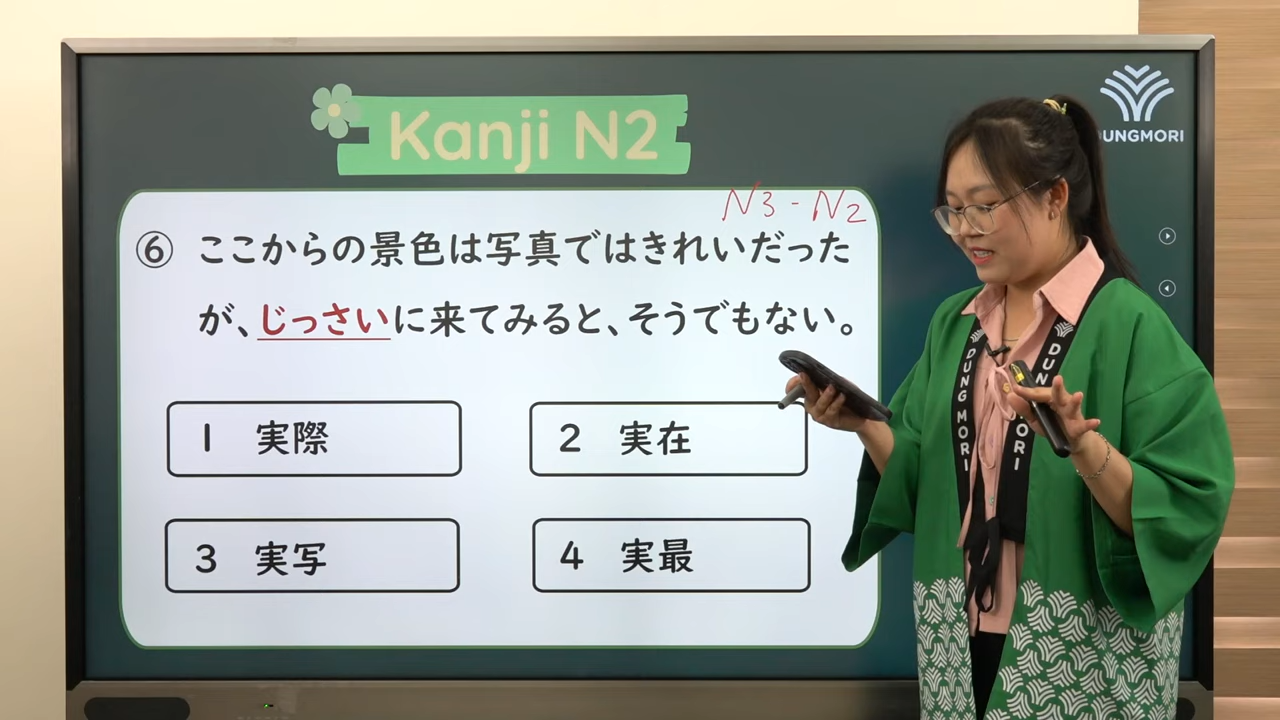 Kanji N2
DUNGMORI
N3 - N2
⑥ ここからの景色は写真ではきれいだった
が、じっさいに来てみると、そうでもない。
1 実際
2 実在
3 実写
4 実最
DUNG MORI
DUNG MORI